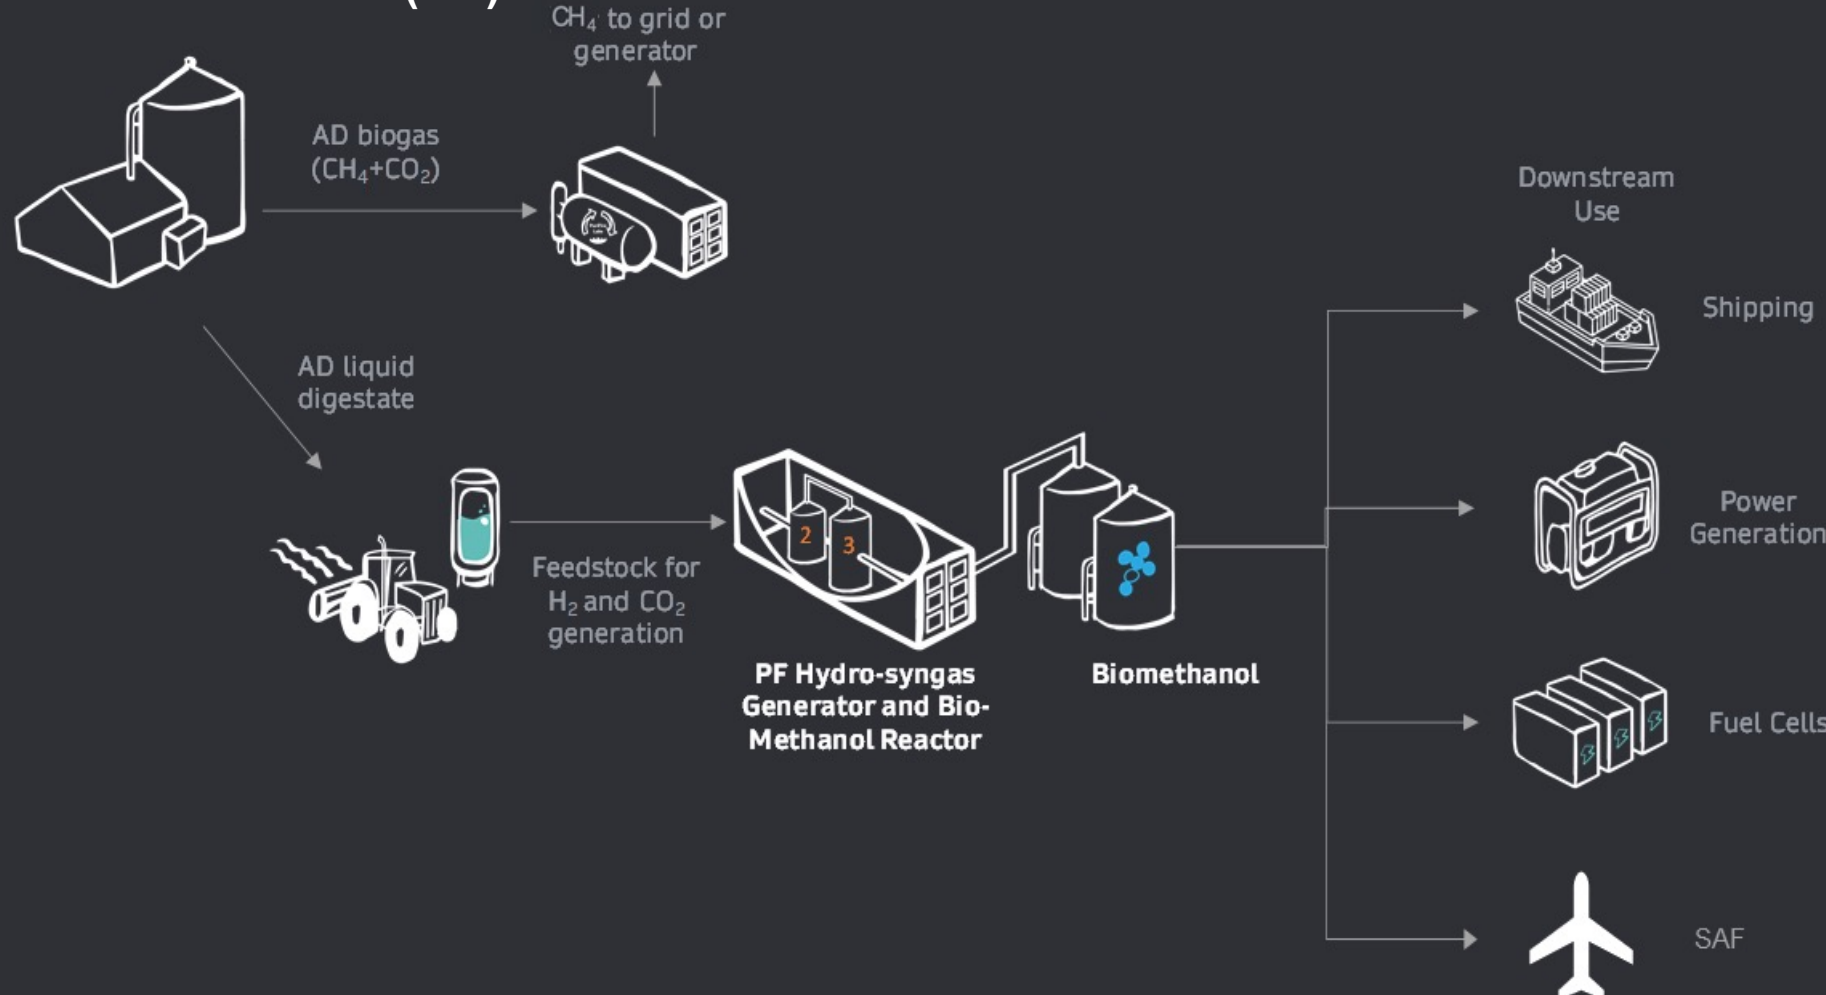 CH₄ to grid or
generator
AD biogas
(CH₄+CO₂)
Downstream
Use
Shipping
AD liquid
digestate
2
3
Power
Generation
Feedstock for
H₂ and CO₂
generation
PF Hydro-syngas
Generator and Bio-
Methanol Reactor
Biomethanol
Fuel Cells
SAF